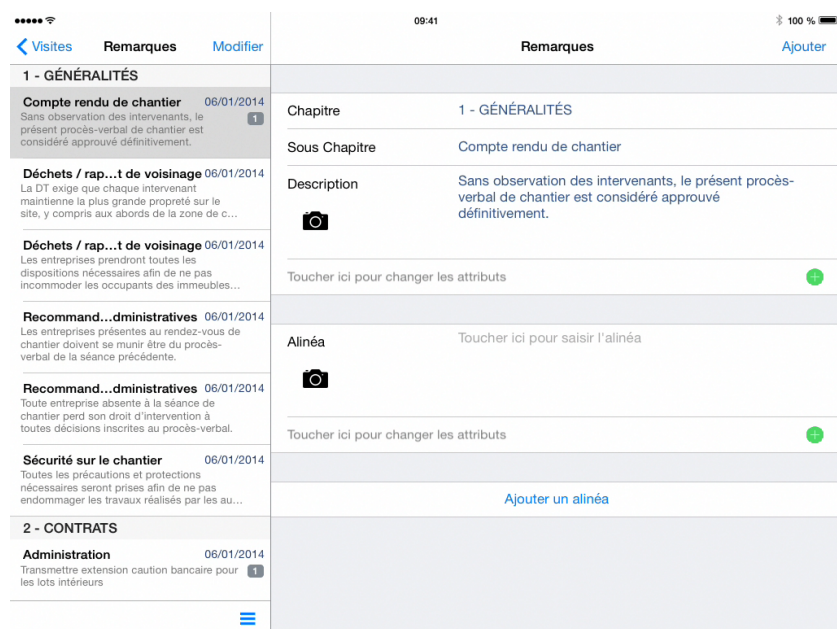 09:41
100 %
Visites
Remarques
Modifier
1 - GÉNÉRALITÉS
Compte rendu de chantier 06/01/2014
Sans observation des intervenants, le
1
présent procès-verbal de chantier est
considéré approuvé définitivement.
Déchets / rap…t de voisinage 06/01/2014
La DT exige que chaque intervenant
maintienne la plus grande propreté sur le
site, y compris aux abords de la zone de c…
Déchets / rap…t de voisinage 06/01/2014
Les entreprises prendront toutes les
dispositions nécessaires afin de ne pas
incommoder les occupants des immeubles…
Recommand…dministratives 06/01/2014
Les entreprises présentes au rendez-vous de
chantier doivent se munir être du procès-
verbal de la séance précédente.
Recommand…dministratives 06/01/2014
Toute entreprise absente à la séance de
chantier perd son droit d'intervention à
toutes décisions inscrites au procès-verbal.
Sécurité sur le chantier 06/01/2014
Toutes les précautions et protections
nécessaires seront prises afin de ne pas
endommager les travaux réalisés par les au…
2 - CONTRATS
Administration 06/01/2014
Transmettre extension caution bancaire pour
1
les lots intérieurs
Remarques
Ajouter
Chapitre 1 - GÉNÉRALITÉS
Sous Chapitre Compte rendu de chantier
Description Sans observation des intervenants, le présent procès-
verbal de chantier est considéré approuvé
définitivement.
Toucher ici pour changer les attributs
Alinéa Toucher ici pour saisir l'alinéa
Toucher ici pour changer les attributs
Ajouter un alinéa